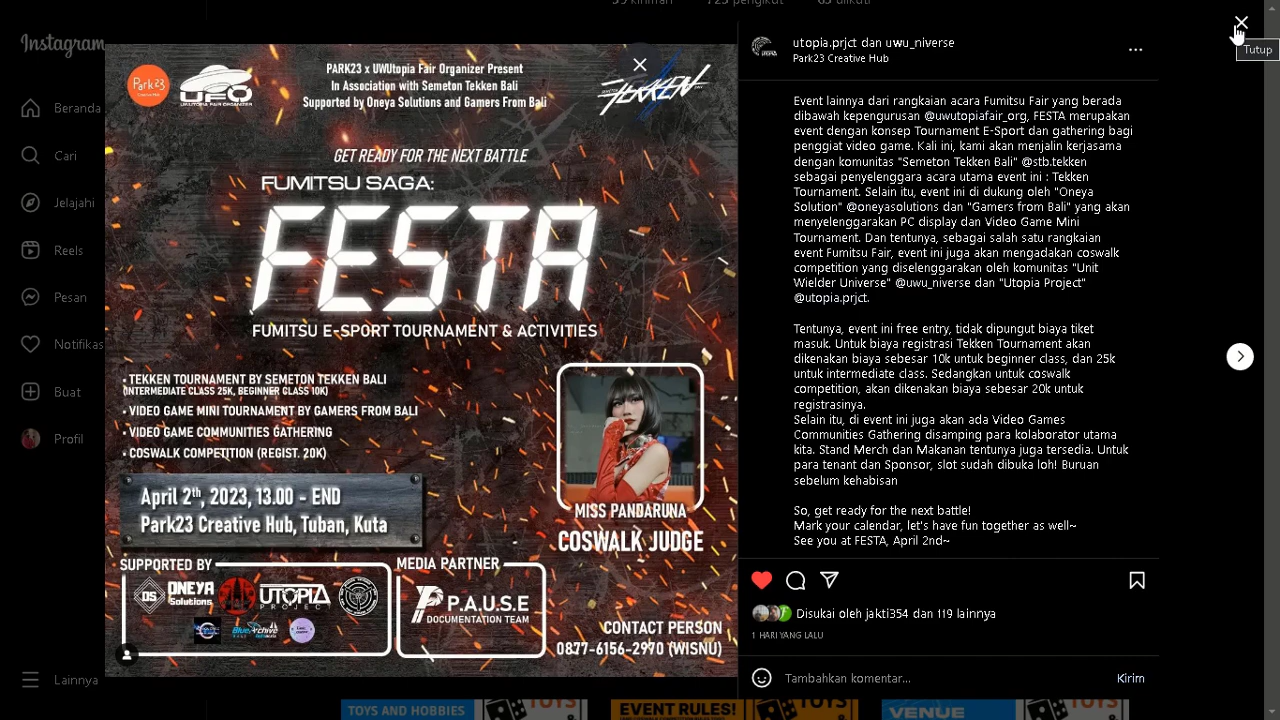 Instagram
Beranda
Cari
Jelajahi
Reels
Pesan
Notifikas
Buat
Profil
Lainnya
Park23
UFO
UWUTOPIA FAIR ORGANIZER
PARK23 x UWUtopia Fair Organizer Present
In Association with Semeton Tekken Bali
Supported by Oneya Solutions and Gamers From Bali
TEKKEN
GET READY FOR THE NEXT BATTLE
FUMITSU SAGA:
FESTA
FUMITSU E-SPORT TOURNAMENT & ACTIVITIES
• TEKKEN TOURNAMENT BY SEMETON TEKKEN BALI
(INTERMEDIATE CLASS 25K, BEGINNER CLASS 10K)
• VIDEO GAME MINI TOURNAMENT BY GAMERS FROM BALI
• VIDEO GAME COMMUNITIES GATHERING
• COSWALK COMPETITION (REGIST. 20K)
April 2th, 2023, 13.00 - END
Park23 Creative Hub, Tuban, Kuta
MISS PANDARUNA
COSWALK JUDGE
SUPPORTED BY
OS ONEYA
Solutions
UTOPIA
PROJECT
Blue Archive
MEDIA PARTNER
P.A.U.S.E
DOCUMENTATION TEAM
CONTACT PERSON
0877-6156-2970 (WISNU)
utopia.prjct dan uwu_niverse
Park23 Creative Hub
Tutup
Event lainnya dari rangkaian acara Fumitsu Fair yang berada
dibawah kepengurusan @uwutopiafair_org, FESTA merupakan
event dengan konsep Tournament E-Sport dan gathering bagi
penggiat video game. Kali ini, kami akan menjalin kerjasama
dengan komunitas "Semeton Tekken Bali" @stb.tekken
sebagai penyelenggara acara utama event ini : Tekken
Tournament. Selain itu, event ini di dukung oleh "Oneya
Solution" @oneyasolutions dan "Gamers from Bali" yang akan
menyelenggarakan PC display dan Video Game Mini
Tournament. Dan tentunya, sebagai salah satu rangkaian
event Fumitsu Fair, event ini juga akan mengadakan coswalk
competition yang diselenggarakan oleh komunitas "Unit
Wielder Universe" @uwu_niverse dan "Utopia Project"
@utopia.prjct.
Tentunya, event ini free entry, tidak dipungut biaya tiket
masuk. Untuk biaya registrasi Tekken Tournament akan
dikenakan biaya sebesar 10k untuk beginner class, dan 25k
untuk intermediate class. Sedangkan untuk coswalk
competition, akan dikenakan biaya sebesar 20k untuk
registrasinya.
Selain itu, di event ini juga akan ada Video Games
Communities Gathering disamping para kolaborator utama
kita. Stand Merch dan Makanan tentunya juga tersedia. Untuk
para tenant dan Sponsor, slot sudah dibuka loh! Buruan
sebelum kehabisan
So, get ready for the next battle!
Mark your calendar, let's have fun together as well~
See you at FESTA, April 2nd~
Disukai oleh jakti354 dan 119 lainnya
1 HARI YANG LALU
Tambahkan komentar...
Kirim
TOYS AND HOBBIES
EVENT RULES!
VENUE